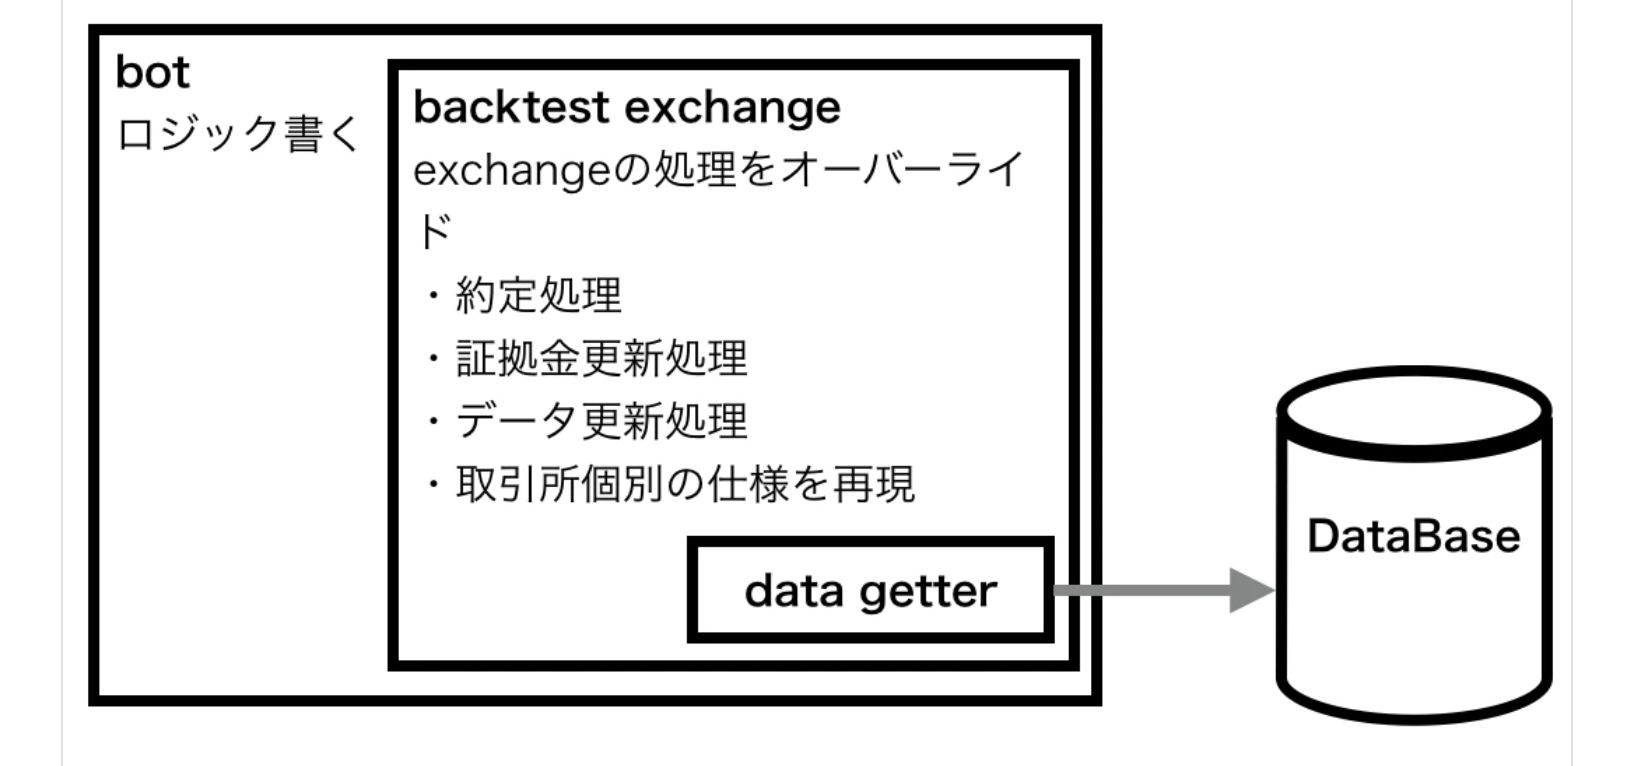 bot
ロジック書く
backtest exchange
exchangeの処理をオーバーライ
ド
・約定処理
・証拠金更新処理
・データ更新処理
・取引所個別の仕様を再現
data getter
DataBase